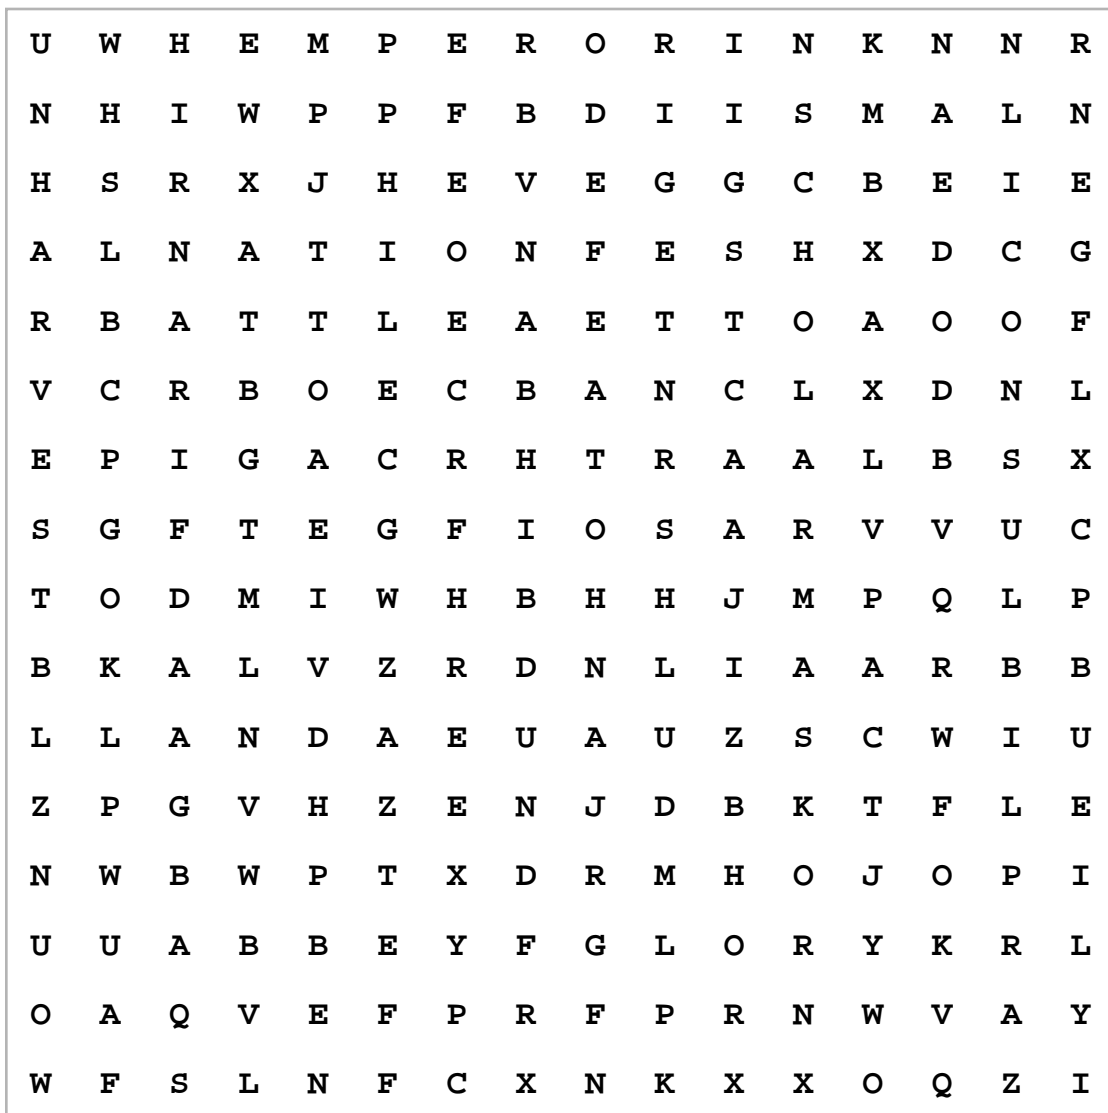 U W H E M P E R O R I N K N N R
N H I W P P F B D I I S M A L N
H S R X J H E V E G G C B E I E
A L N A T I O N F E S H X D C G
R B A T T L E A E T T O A O O F
V C R B O E C B A N C L X D N L
E P I G A C R H T R A A L B S X
S G F T E G F I O S A R V V U C
T O D M I W H B H H J M P Q L P
B K A L V Z R D N L I A A R B B
L L A N D A E U A U Z S C W I U
Z P G V H Z E N J D B K T F L E
N W B W P T X D R M H O J O P I
U U A B B E Y F G L O R Y K R L
O A Q V E F P R F P R N W V A Y
W F S L N F C X N K X X O Q Z I